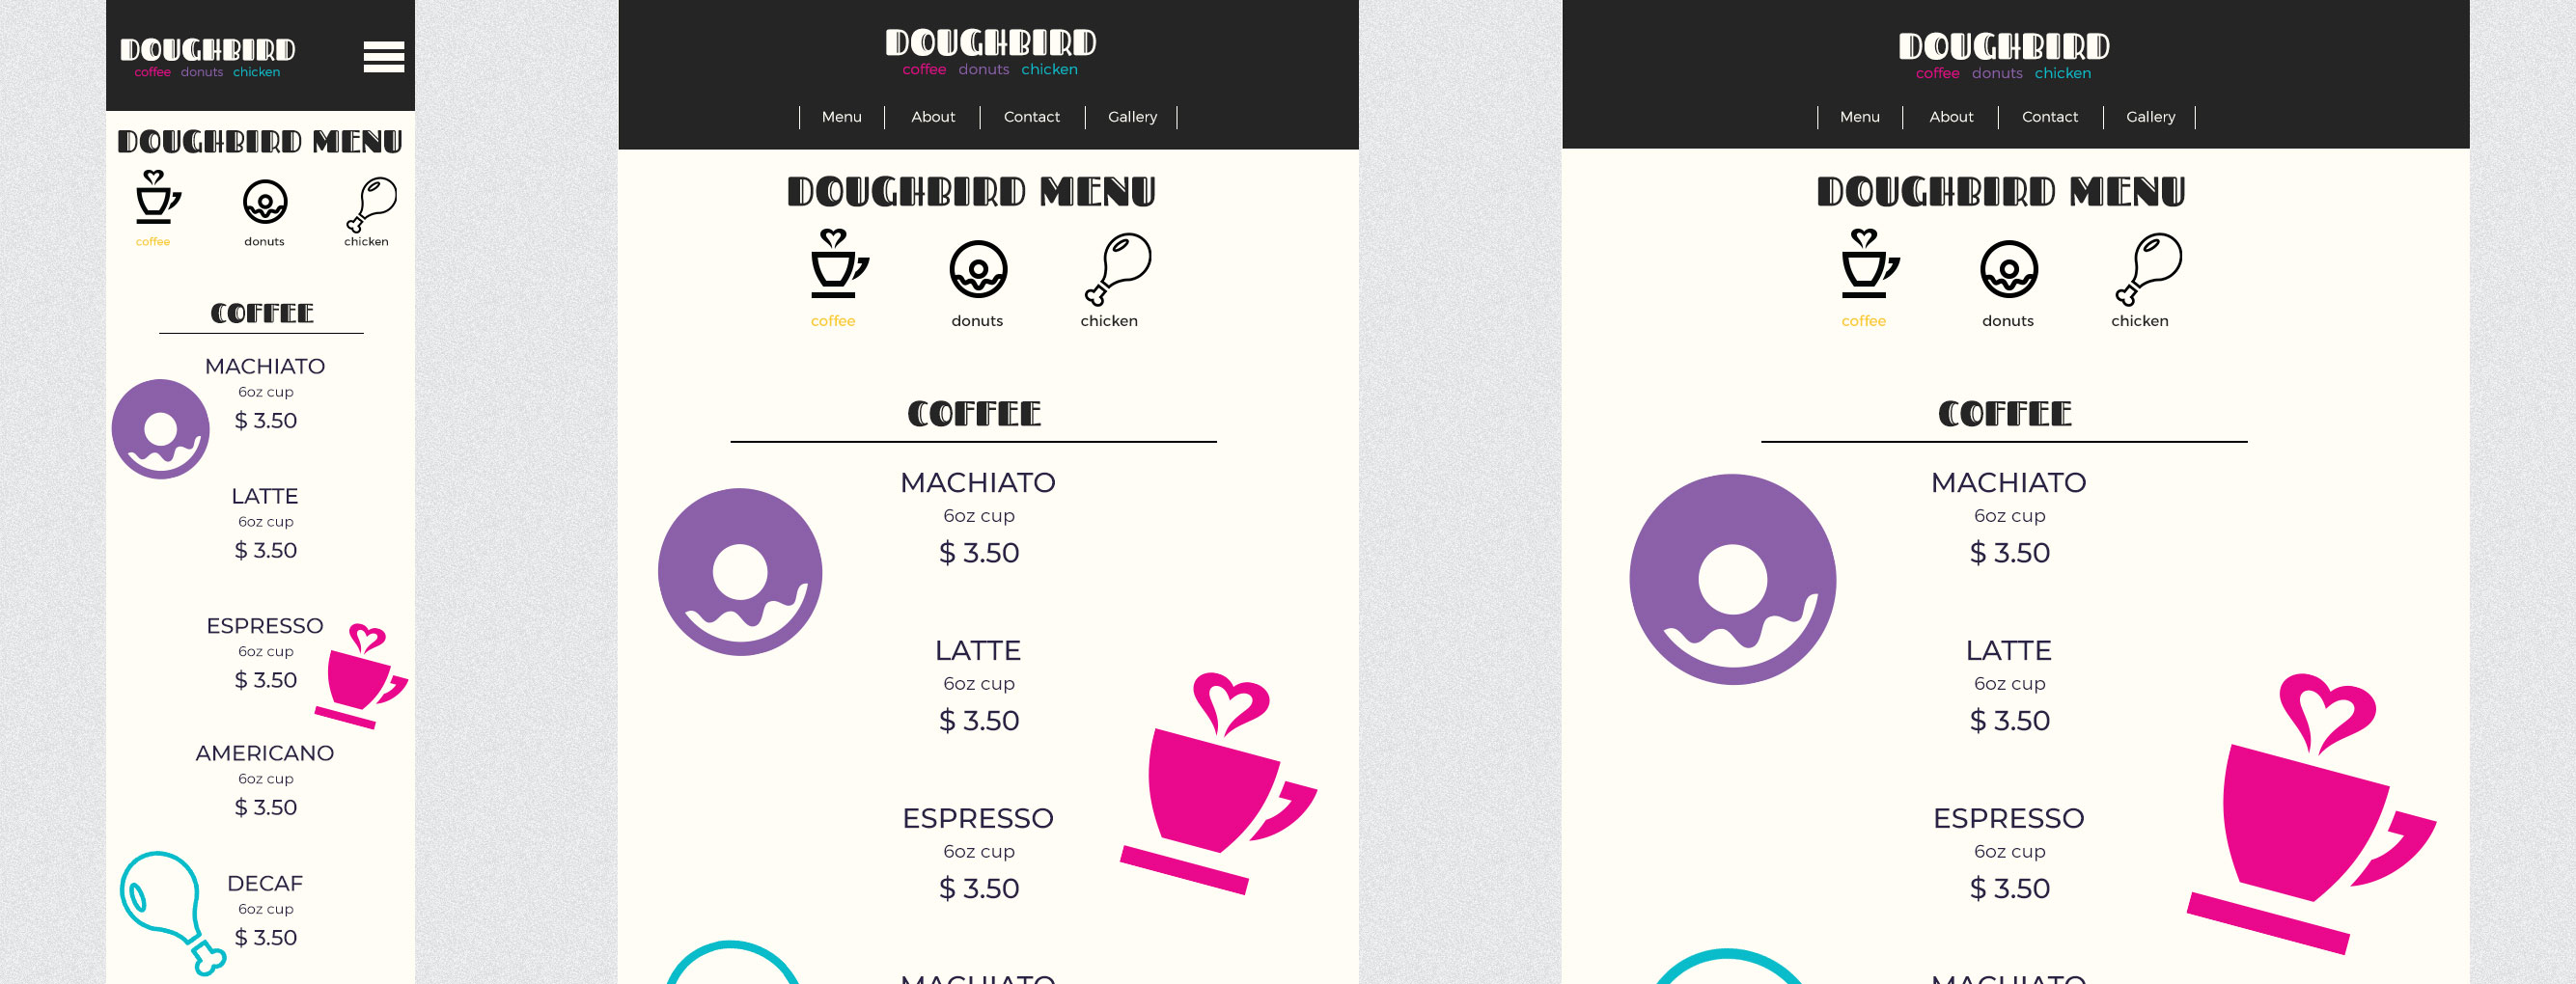 DOUGHBIRD
coffee donuts chicken
DOUGHBIRD MENU
coffee donuts chicken
COFFEE
MACHIATO
6oz cup
$ 3.50
LATTE
6oz cup
$ 3.50
ESPRESSO
6oz cup
$ 3.50
AMERICANO
6oz cup
$ 3.50
DECAF
6oz cup
$ 3.50
DOUGHBIRD
coffee donuts chicken
Menu About Contact Gallery
DOUGHBIRD MENU
coffee donuts chicken
COFFEE
MACHIATO
6oz cup
$ 3.50
LATTE
6oz cup
$ 3.50
ESPRESSO
6oz cup
$ 3.50
MACHIATO
DOUGHBIRD
coffee donuts chicken
Menu About Contact Gallery
DOUGHBIRD MENU
coffee donuts chicken
COFFEE
MACHIATO
6oz cup
$ 3.50
LATTE
6oz cup
$ 3.50
ESPRESSO
6oz cup
$ 3.50
MACHIATO